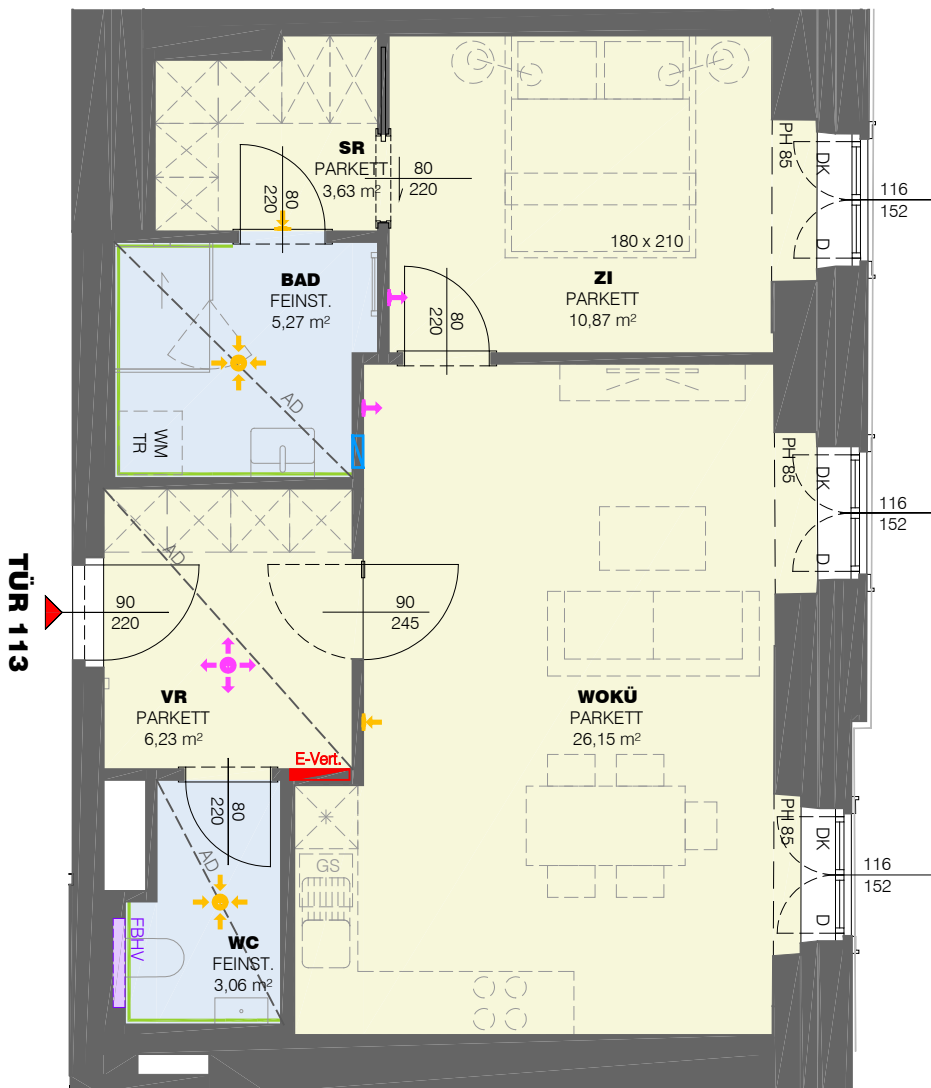 SR
PARKETT
3,63 m²
80
220
80
220
PH 85
DK
D
116
152
180 x 210
ZI
PARKETT
10,87 m²
BAD
FEINST.
5,27 m²
80
220
AD
WM
TR
PH 85
DK
D
116
152
AD
TÜR 113
90
220
90
245
VR
PARKETT
6,23 m²
WOKÜ
PARKETT
26,15 m²
E-Vert.
80
220
AD
GS
PH 85
DK
D
116
152
FBHV
WC
FEINST.
3,06 m²